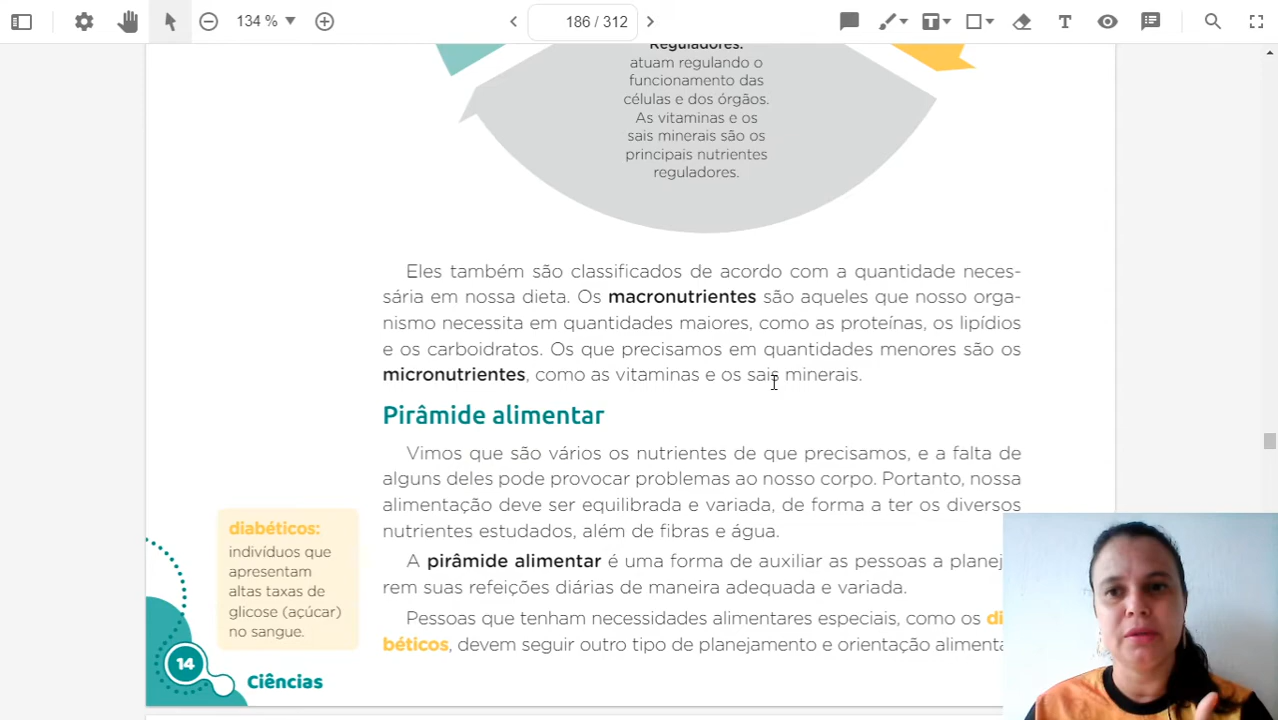 134 %
186 / 312
Reguladores:
atuam regulando o
funcionamento das
células e dos órgãos.
As vitaminas e os
sais minerais são os
principais nutrientes
reguladores.
Eles também são classificados de acordo com a quantidade neces-
sária em nossa dieta. Os macronutrientes são aqueles que nosso orga-
nismo necessita em quantidades maiores, como as proteínas, os lipídios
e os carboidratos. Os que precisamos em quantidades menores são os
micronutrientes, como as vitaminas e os sais minerais.
Pirâmide alimentar
Vimos que são vários os nutrientes de que precisamos, e a falta de
alguns deles pode provocar problemas ao nosso corpo. Portanto, nossa
alimentação deve ser equilibrada e variada, de forma a ter os diversos
nutrientes estudados, além de fibras e água.
A pirâmide alimentar é uma forma de auxiliar as pessoas a planej
rem suas refeições diárias de maneira adequada e variada.
Pessoas que tenham necessidades alimentares especiais, como os di
béticos, devem seguir outro tipo de planejamento e orientação alimenta
diabéticos:
indivíduos que
apresentam
altas taxas de
glicose (açúcar)
no sangue.
14
Ciências